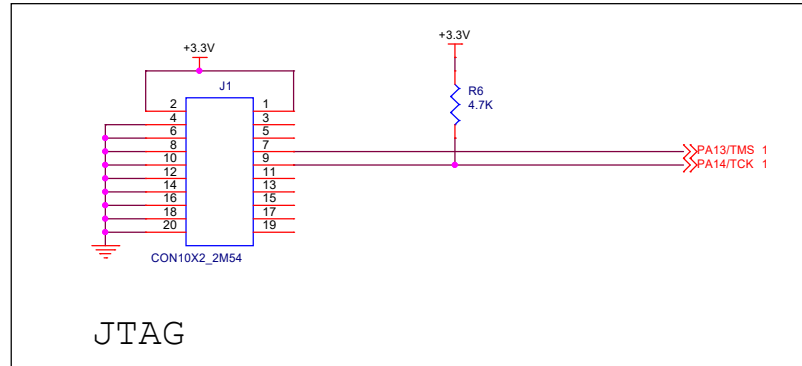 +3.3V
+3.3V
J1
R6
4.7K
2 1
4 3
6 5
8 7
10 9
12 11
14 13
16 15
18 17
20 19
PA13/TMS 1
PA14/TCK 1
CON10X2_2M54
JTAG